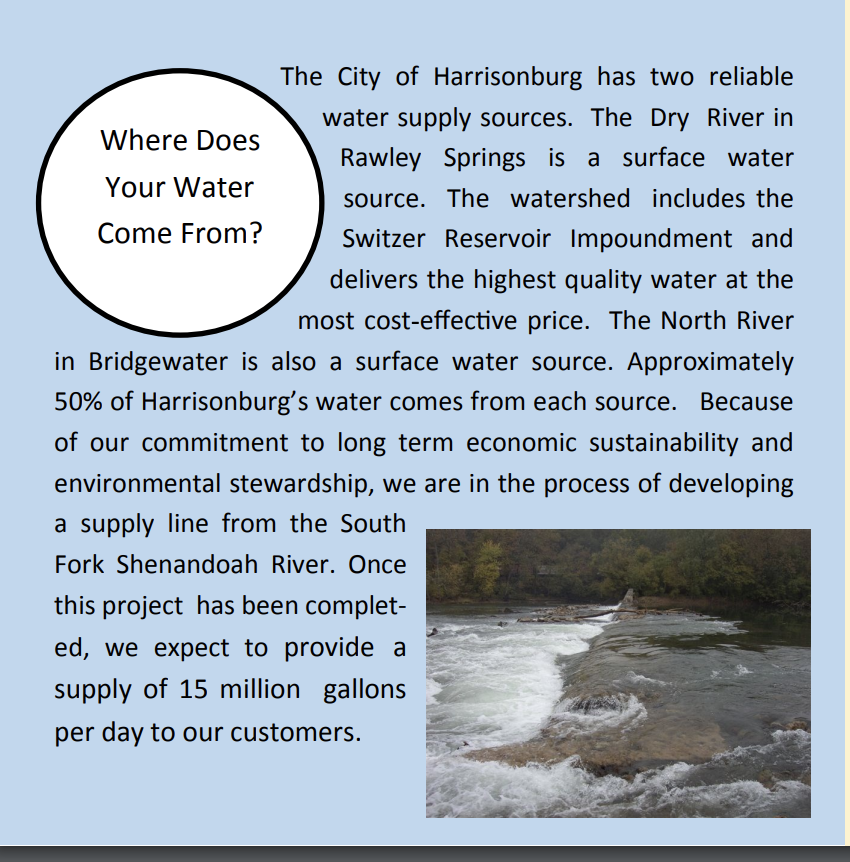 Where Does
Your Water
Come From?
The City of Harrisonburg has two reliable
water supply sources. The Dry River in
Rawley Springs is a surface water
source. The watershed includes the
Switzer Reservoir Impoundment and
delivers the highest quality water at the
most cost-effective price. The North River
in Bridgewater is also a surface water source. Approximately
50% of Harrisonburg’s water comes from each source. Because
of our commitment to long term economic sustainability and
environmental stewardship, we are in the process of developing
a supply line from the South
Fork Shenandoah River. Once
this project has been complet-
ed, we expect to provide a
supply of 15 million gallons
per day to our customers.